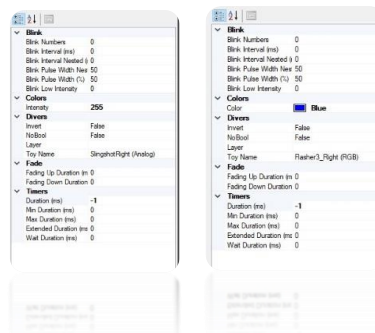 Blink
Blink Numbers 0
Blink Interval (ms) 0
Blink Interval Nested (i 0
Blink Pulse Width Nes 50
Blink Pulse Width (%) 50
Blink Low Intensity 0
Colors
Intensity 255
Divers
Invert False
NoBool False
Layer
Toy Name SlingshotRight (Analog)
Fade
Fading Up Duration (m 0
Fading Down Duration 0
Timers
Duration (ms) -1
Min Duration (ms) 0
Max Duration (ms) 0
Extended Duration (ms 0
Wait Duration (ms) 0
Blink
Blink Numbers 0
Blink Interval (ms) 0
Blink Interval Nested (i 0
Blink Pulse Width Nes 50
Blink Pulse Width (%) 50
Blink Low Intensity 0
Colors
Color Blue
Divers
Invert False
NoBool False
Layer
Toy Name Flasher3_Right (RGB)
Fade
Fading Up Duration (m 0
Fading Down Duration 0
Timers
Duration (ms) -1
Min Duration (ms) 0
Max Duration (ms) 0
Extended Duration (ms 0
Wait Duration (ms) 0